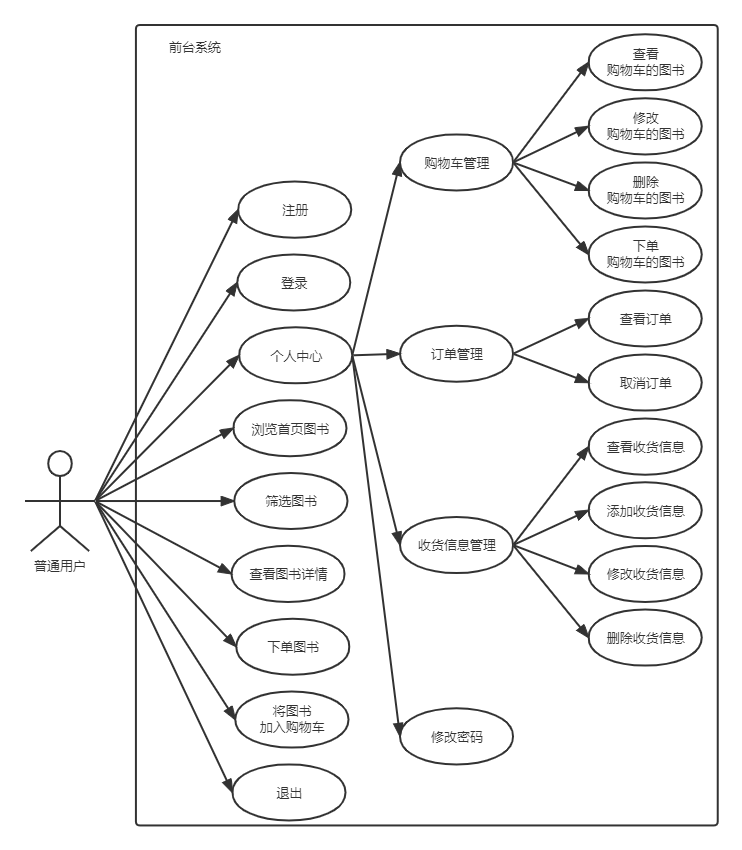 前台系统
普通用户
注册
登录
个人中心
浏览首页图书
筛选图书
查看图书详情
下单图书
将图书
加入购物车
退出
购物车管理
订单管理
收货信息管理
修改密码
查看
购物车的图书
修改
购物车的图书
删除
购物车的图书
下单
购物车的图书
查看订单
取消订单
查看收货信息
添加收货信息
修改收货信息
删除收货信息